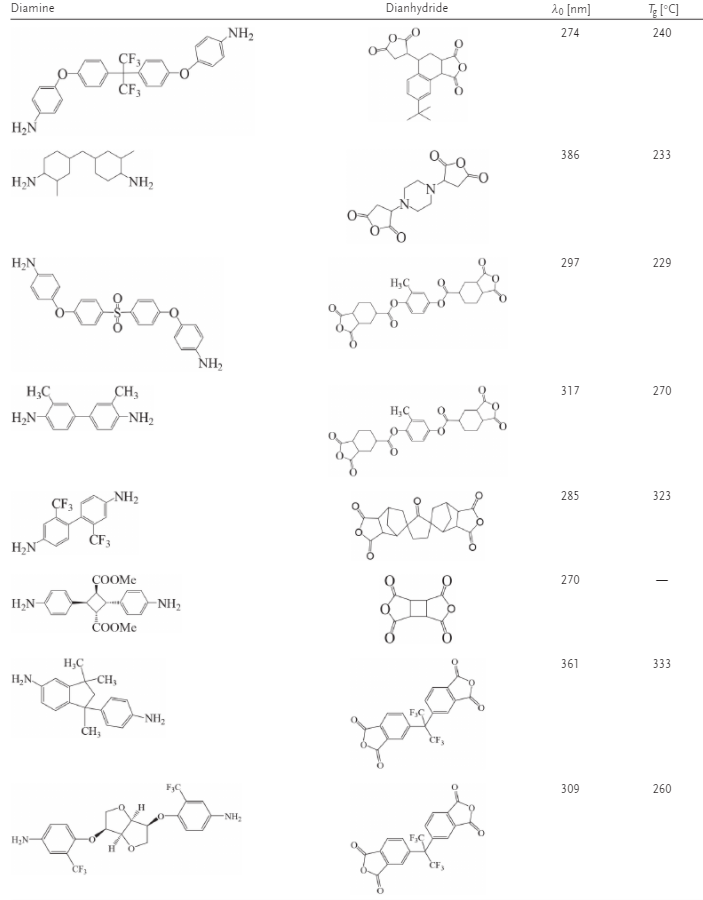 Diamine Dianhydride λ0 [nm] Tg [°C]
NH2
O
O
CF3
CF3
H2N
O
O
O
O
O
O
274 240
H2N
NH2
O
O
O
N
N
O
O
O
386 233
H2N
O
O
S
O
O
NH2
H3C
O
O
O
O
O
O
O
O
O
O
297 229
H3C CH3
H2N NH2
H3C
O
O
O
O
O
O
O
O
O
O
317 270
CF3
NH2
CF3
H2N
O
O
O
O
O
O
O
285 323
COOMe
H2N NH2
COOMe
O O
O O
O O
270 —
H3C
CH3
H2N
NH2
CH3
O
O
O
F3C
CF3
O
O
O
361 333
F3C
O
H
O
NH2
H2N
O
H
O
CF3
O
O
O
F3C
CF3
O
O
O
309 260